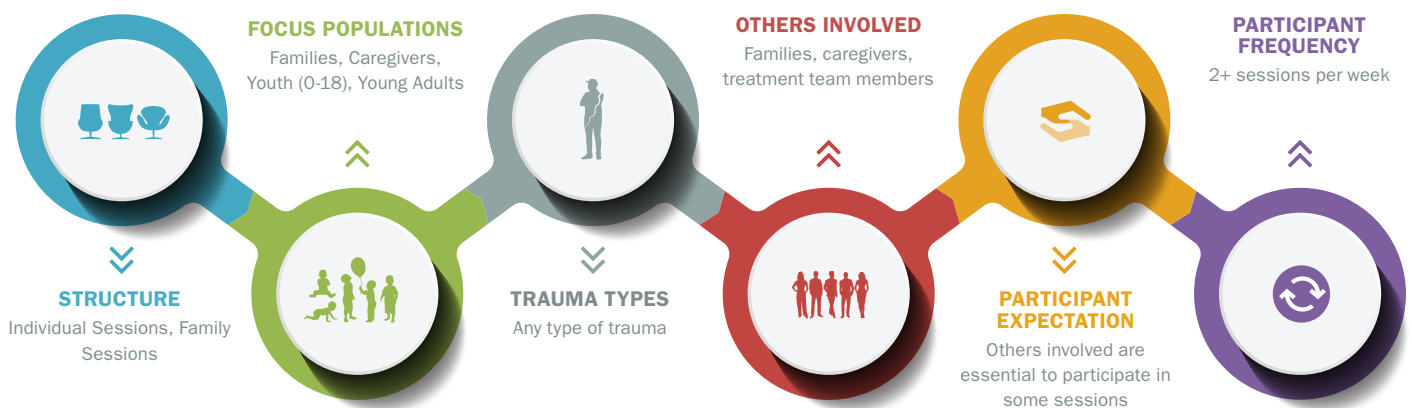 STRUCTURE
Individual Sessions, Family
Sessions
FOCUS POPULATIONS
Families, Caregivers,
Youth (0-18), Young Adults
TRAUMA TYPES
Any type of trauma
OTHERS INVOLVED
Families, caregivers,
treatment team members
PARTICIPANT
EXPECTATION
Others involved are
essential to participate in
some sessions
PARTICIPANT
FREQUENCY
2+ sessions per week